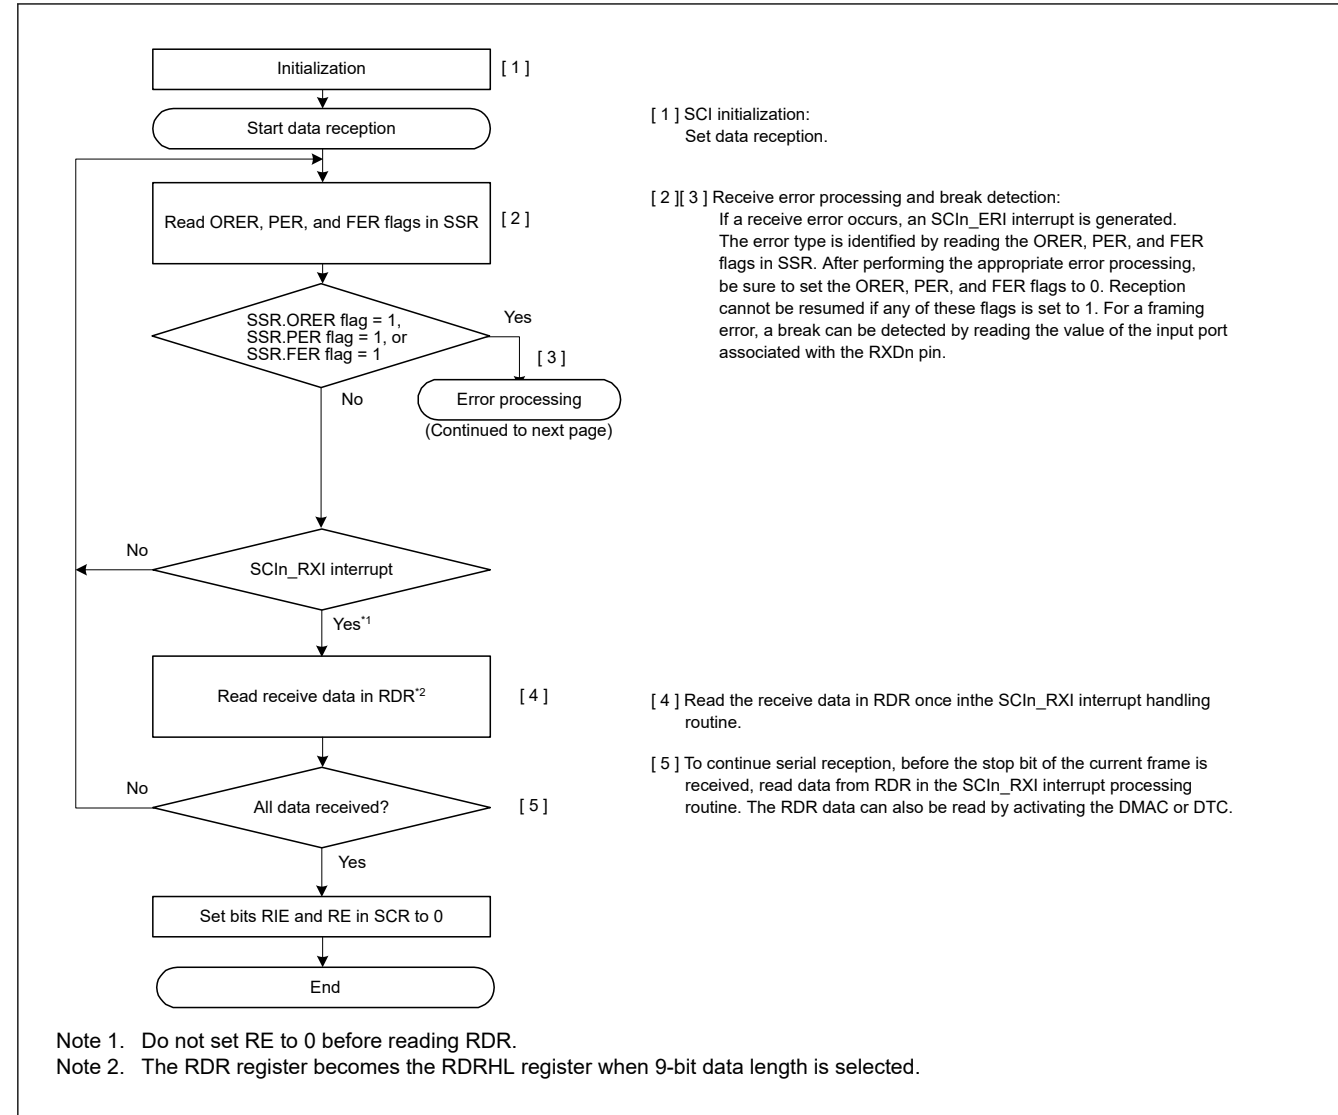 Initialization
[ 1 ]
Start data reception
[ 1 ] SCI initialization:
Set data reception.
Read ORER, PER, and FER flags in SSR
[ 2 ]
[ 2 ][ 3 ] Receive error processing and break detection:
If a receive error occurs, an SCIn_ERI interrupt is generated.
The error type is identified by reading the ORER, PER, and FER
flags in SSR. After performing the appropriate error processing,
be sure to set the ORER, PER, and FER flags to 0. Reception
cannot be resumed if any of these flags is set to 1. For a framing
error, a break can be detected by reading the value of the input port
associated with the RXDn pin.
SSR.ORER flag = 1,
SSR.PER flag = 1, or
SSR.FER flag = 1
Yes
[ 3 ]
No
Error processing
(Continued to next page)
No
SCIn_RXI interrupt
Yes*1
Read receive data in RDR*2
[ 4 ]
[ 4 ] Read the receive data in RDR once inthe SCIn_RXI interrupt handling
routine.
[ 5 ] To continue serial reception, before the stop bit of the current frame is
received, read data from RDR in the SCIn_RXI interrupt processing
routine. The RDR data can also be read by activating the DMAC or DTC.
No
All data received?
[ 5 ]
Yes
Set bits RIE and RE in SCR to 0
End
Note 1. Do not set RE to 0 before reading RDR.
Note 2. The RDR register becomes the RDRHL register when 9-bit data length is selected.